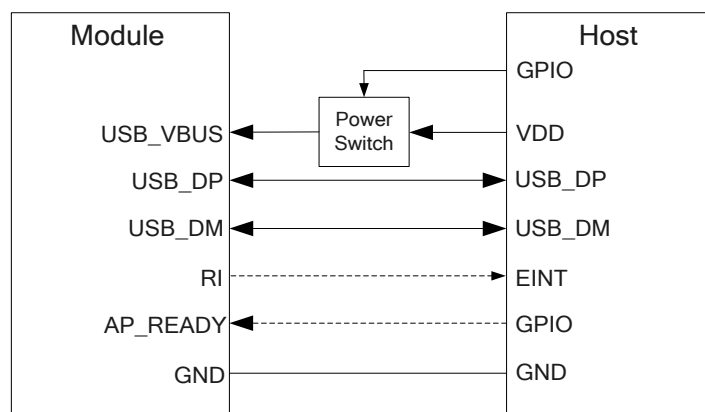 Module
Host
GPIO
Power
Switch
USB_VBUS
VDD
USB_DP
USB_DP
USB_DM
USB_DM
RI
EINT
AP_READY
GPIO
GND
GND